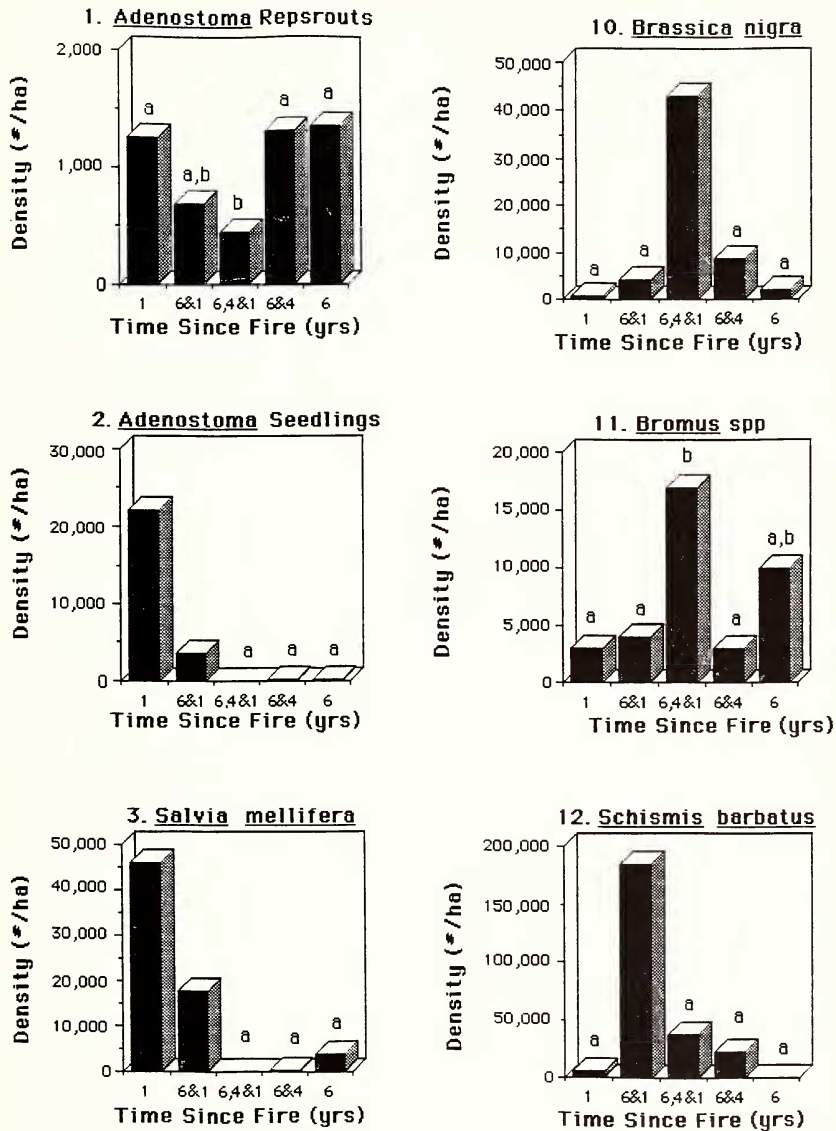 1. Adenostoma Repsrouts
Density (#/ha)
2,000
1,000
0
a
a,b
b
a
a
1 6&1 6,4&1 6&4 6
Time Since Fire (yrs)
10. Brassica nigra
Density (#/ha)
50,000
40,000
30,000
20,000
10,000
0
a
a
a
a
1 6&1 6,4&1 6&4 6
Time Since Fire (yrs)
2. Adenostoma Seedlings
Density (#/ha)
30,000
20,000
10,000
0
a
a
a
1 6&1 6,4&1 6&4 6
Time Since Fire (yrs)
11. Bromus spp
Density (#/ha)
20,000
15,000
10,000
5,000
0
a
a
b
a
a,b
1 6&1 6,4&1 6&4 6
Time Since Fire (yrs)
3. Salvia mellifera
Density (#/ha)
50,000
40,000
30,000
20,000
10,000
0
a
a
a
1 6&1 6,4&1 6&4 6
Time Since Fire (yrs)
12. Schismis barbatus
Density (#/ha)
200,000
150,000
100,000
50,000
0
a
a
a
a
1 6&1 6,4&1 6&4 6
Time Since Fire (yrs)